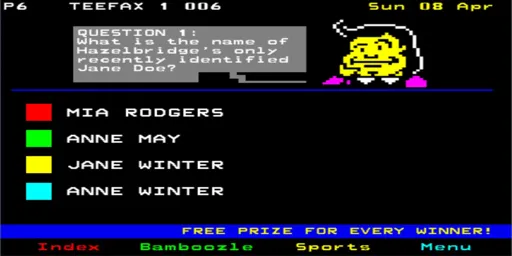 P6 TEEFAX 1 006 Sun 08 Apr
QUESTION 1:
What is the name of
Hazelbridge's only
recently identified
Jane Doe?
MIA RODGERS
ANNE MAY
JANE WINTER
ANNE WINTER
FREE PRIZE FOR EVERY WINNER!
Index Bamboozle Sports Menu